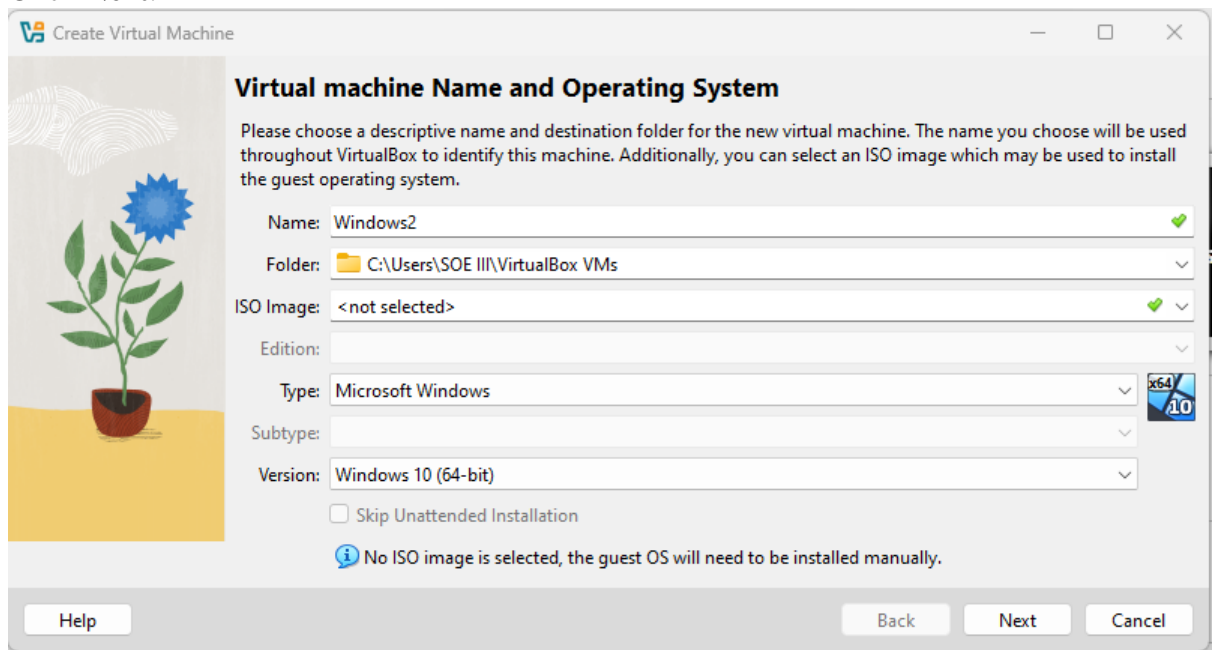 Create Virtual Machine
Virtual machine Name and Operating System
Please choose a descriptive name and destination folder for the new virtual machine. The name you choose will be used
throughout VirtualBox to identify this machine. Additionally, you can select an ISO image which may be used to install
the guest operating system.
Name: Windows2
Folder: C:\Users\SOE III\VirtualBox VMs
ISO Image: <not selected>
Edition:
Type: Microsoft Windows
x64
10
Subtype:
Version: Windows 10 (64-bit)
Skip Unattended Installation
No ISO image is selected, the guest OS will need to be installed manually.
Help Back Next Cancel